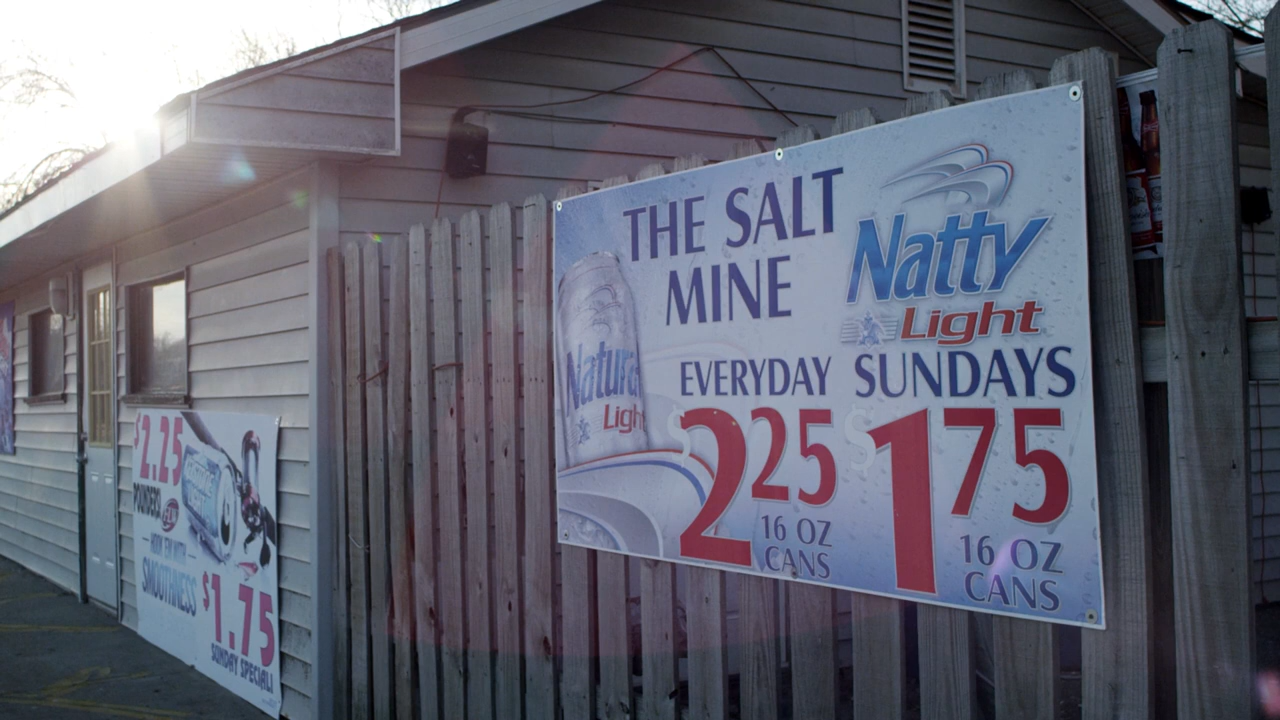 THE SALT
MINE
Natty
Light
Natural
Light
EVERYDAY SUNDAYS
$2.25 $1.75
16 OZ
CANS
16 OZ
CANS
$2.25
POUNDERS!
SMOOTHNESS
$1.75
SUNDAY SPECIAL!